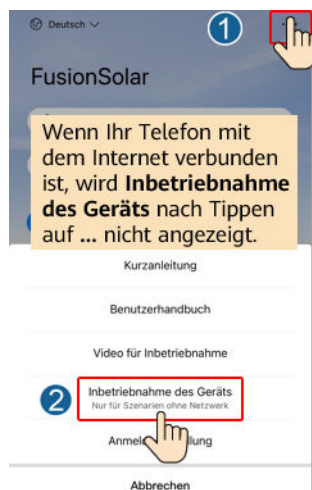 Deutsch
1
FusionSolar
Wenn Ihr Telefon mit
dem Internet verbunden
ist, wird Inbetriebnahme
des Geräts nach Tippen
auf ... nicht angezeigt.
Kurzanleitung
Benutzerhandbuch
Video für Inbetriebnahme
2
Inbetriebnahme des Geräts
Nur für Szenarien ohne Netzwerk
Abbrechen